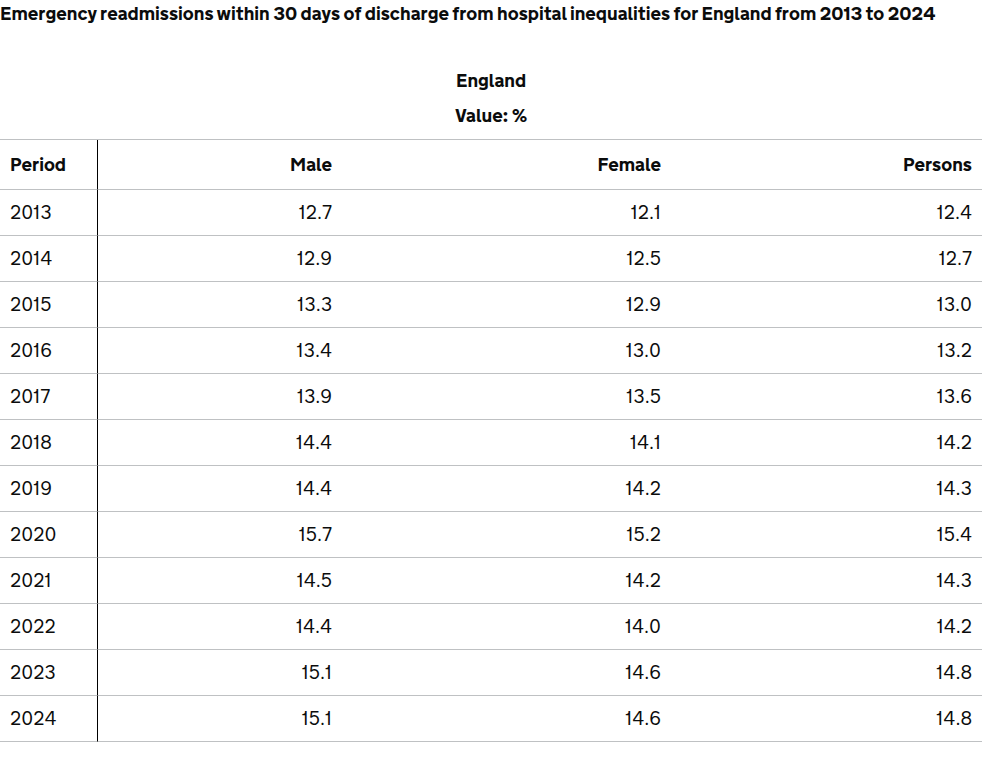 Emergency readmissions within 30 days of discharge from hospital inequalities for England from 2013 to 2024
England
Value: %
Period Male Female Persons
2013 12.7 12.1 12.4
2014 12.9 12.5 12.7
2015 13.3 12.9 13.0
2016 13.4 13.0 13.2
2017 13.9 13.5 13.6
2018 14.4 14.1 14.2
2019 14.4 14.2 14.3
2020 15.7 15.2 15.4
2021 14.5 14.2 14.3
2022 14.4 14.0 14.2
2023 15.1 14.6 14.8
2024 15.1 14.6 14.8